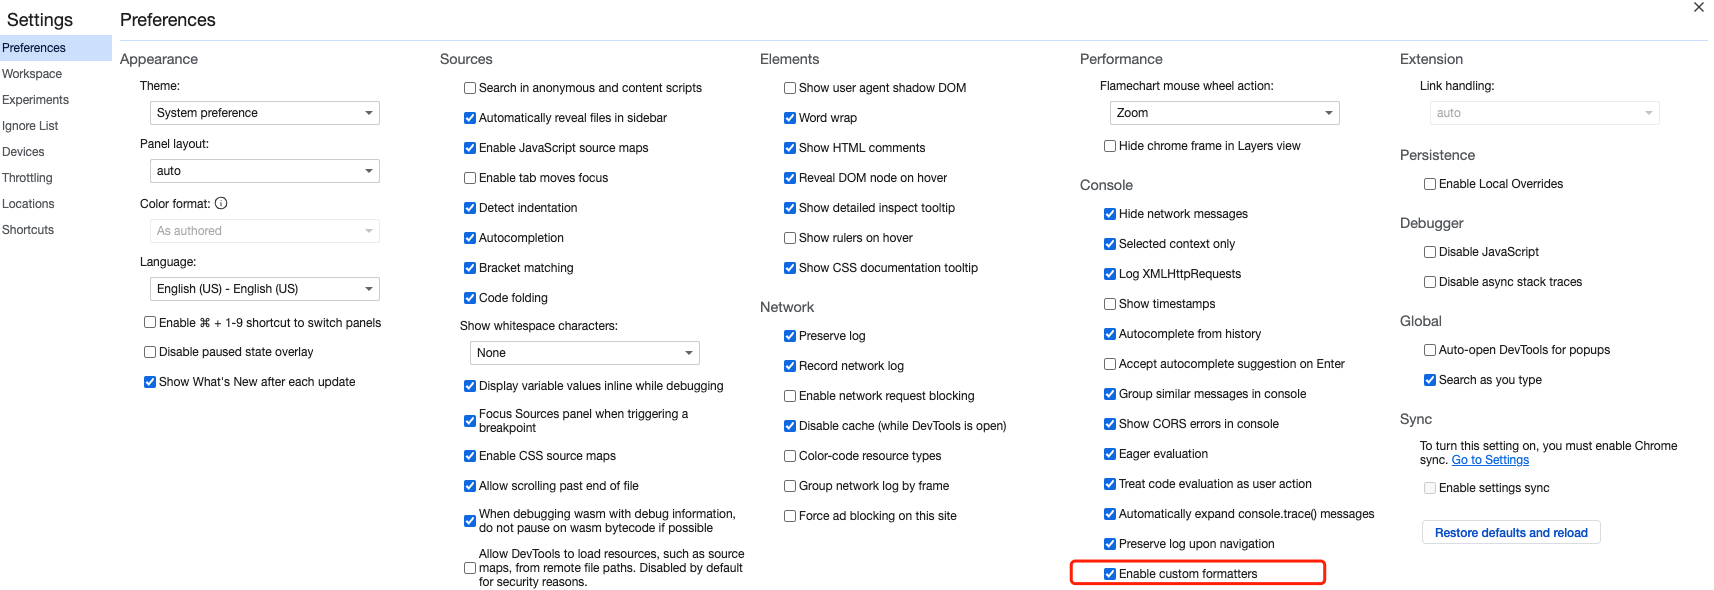 Settings
Preferences
Workspace
Experiments
Ignore List
Devices
Throttling
Locations
Shortcuts
Preferences
Appearance
Theme:
System preference
Panel layout:
auto
Color format:
As authored
Language:
English (US) - English (US)
Enable ⌘ + 1-9 shortcut to switch panels
Disable paused state overlay
Show What's New after each update
Sources
Search in anonymous and content scripts
Automatically reveal files in sidebar
Enable JavaScript source maps
Enable tab moves focus
Detect indentation
Autocompletion
Bracket matching
Code folding
Show whitespace characters:
None
Display variable values inline while debugging
Focus Sources panel when triggering a
breakpoint
Enable CSS source maps
Allow scrolling past end of file
When debugging wasm with debug information,
do not pause on wasm bytecode if possible
Allow DevTools to load resources, such as source
maps, from remote file paths. Disabled by default
for security reasons.
Elements
Show user agent shadow DOM
Word wrap
Show HTML comments
Reveal DOM node on hover
Show detailed inspect tooltip
Show rulers on hover
Show CSS documentation tooltip
Network
Preserve log
Record network log
Enable network request blocking
Disable cache (while DevTools is open)
Color-code resource types
Group network log by frame
Force ad blocking on this site
Performance
Flamechart mouse wheel action:
Zoom
Hide chrome frame in Layers view
Console
Hide network messages
Selected context only
Log XMLHttpRequests
Show timestamps
Autocomplete from history
Accept autocomplete suggestion on Enter
Group similar messages in console
Show CORS errors in console
Eager evaluation
Treat code evaluation as user action
Automatically expand console.trace() messages
Preserve log upon navigation
Enable custom formatters
Extension
Link handling:
auto
Persistence
Enable Local Overrides
Debugger
Disable JavaScript
Disable async stack traces
Global
Auto-open DevTools for popups
Search as you type
Sync
To turn this setting on, you must enable Chrome
sync. Go to Settings
Enable settings sync
Restore defaults and reload